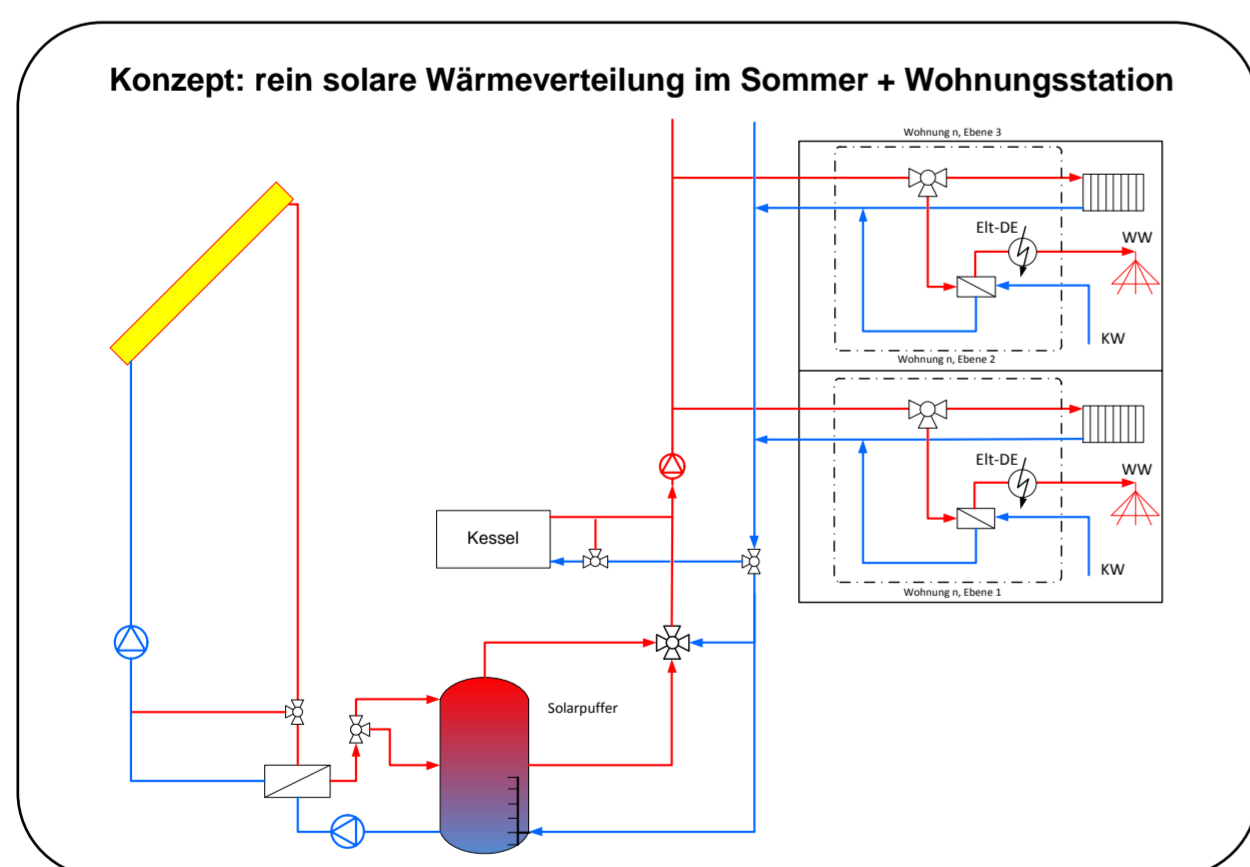 Konzept: rein solare Wärmeverteilung im Sommer + Wohnungsstation
Wohnung n, Ebene 3
Elt-DE
WW
KW
Wohnung n, Ebene 2
Elt-DE
WW
Kessel
KW
Wohnung n, Ebene 1
Solarpuffer